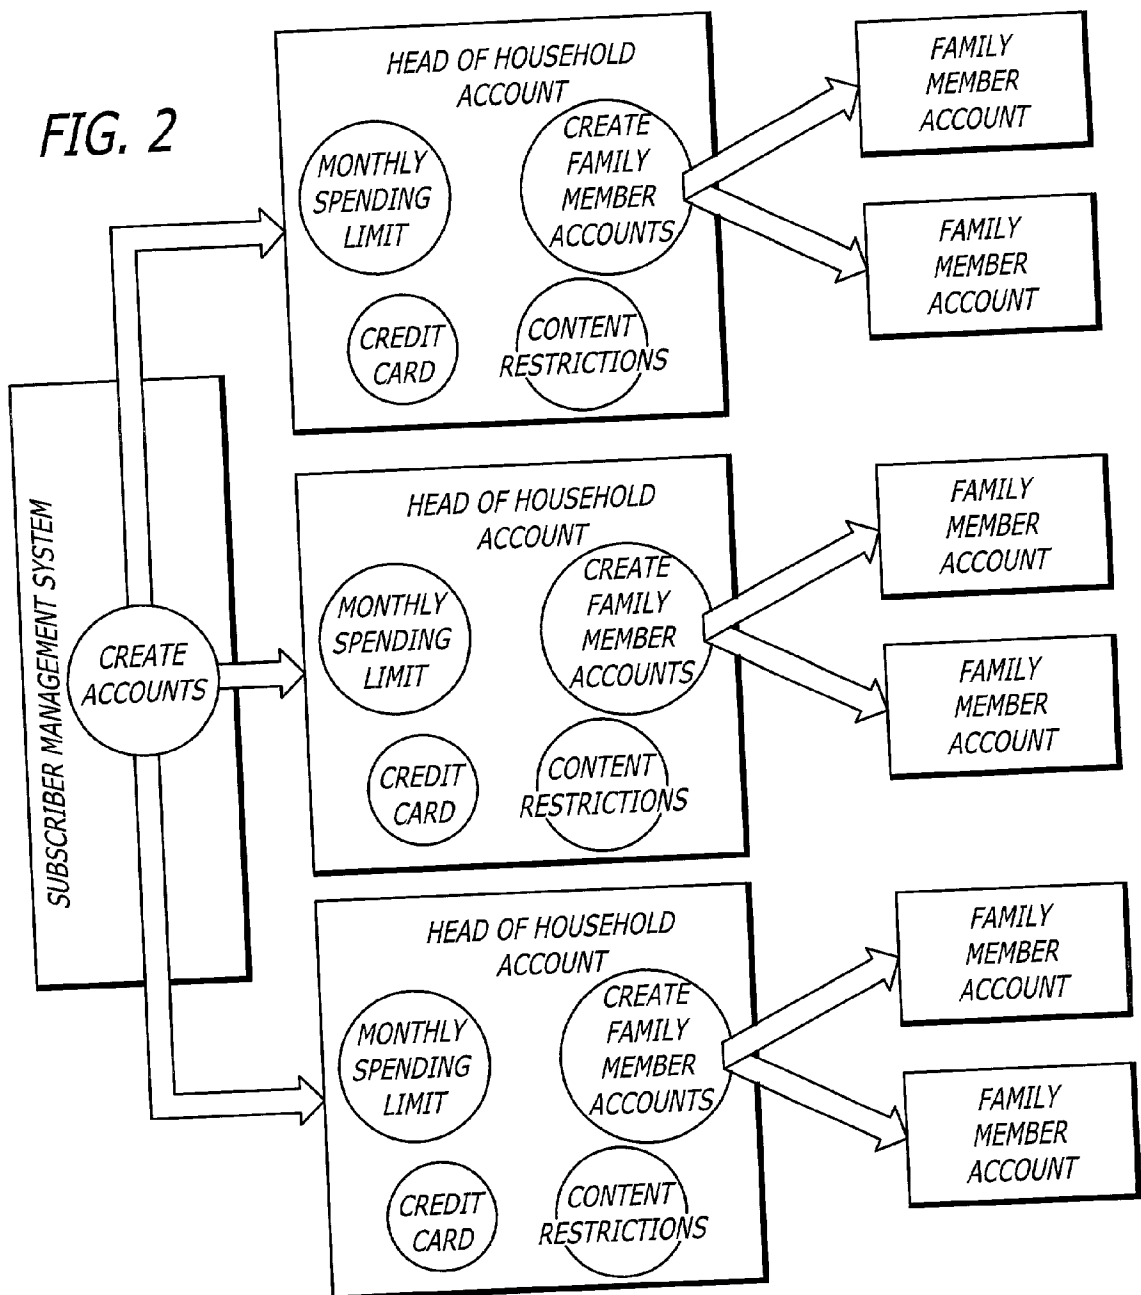 FIG. 2
SUBSCRIBER MANAGEMENT SYSTEM
CREATE
ACCOUNTS
HEAD OF HOUSEHOLD
ACCOUNT
MONTHLY
SPENDING
LIMIT
CREATE
FAMILY
MEMBER
ACCOUNTS
CREDIT
CARD
CONTENT
RESTRICTIONS
FAMILY
MEMBER
ACCOUNT
FAMILY
MEMBER
ACCOUNT
HEAD OF HOUSEHOLD
ACCOUNT
MONTHLY
SPENDING
LIMIT
CREATE
FAMILY
MEMBER
ACCOUNTS
CREDIT
CARD
CONTENT
RESTRICTIONS
FAMILY
MEMBER
ACCOUNT
FAMILY
MEMBER
ACCOUNT
HEAD OF HOUSEHOLD
ACCOUNT
MONTHLY
SPENDING
LIMIT
CREATE
FAMILY
MEMBER
ACCOUNTS
CREDIT
CARD
CONTENT
RESTRICTIONS
FAMILY
MEMBER
ACCOUNT
FAMILY
MEMBER
ACCOUNT